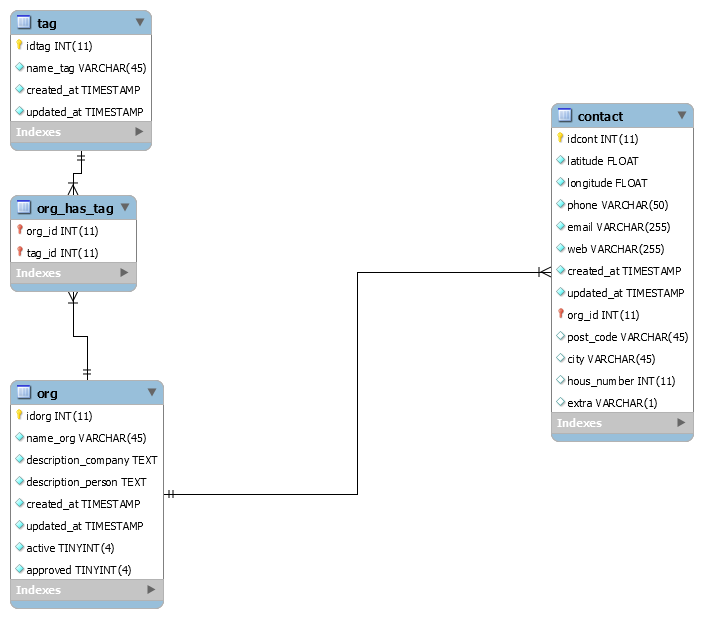 tag
idtag INT(11)
name_tag VARCHAR(45)
created_at TIMESTAMP
updated_at TIMESTAMP
Indexes
org_has_tag
org_id INT(11)
tag_id INT(11)
Indexes
org
idorg INT(11)
name_org VARCHAR(45)
description_company TEXT
description_person TEXT
created_at TIMESTAMP
updated_at TIMESTAMP
active TINYINT(4)
approved TINYINT(4)
Indexes
contact
idcont INT(11)
latitude FLOAT
longitude FLOAT
phone VARCHAR(50)
email VARCHAR(255)
web VARCHAR(255)
created_at TIMESTAMP
updated_at TIMESTAMP
org_id INT(11)
post_code VARCHAR(45)
city VARCHAR(45)
hous_number INT(11)
extra VARCHAR(1)
Indexes